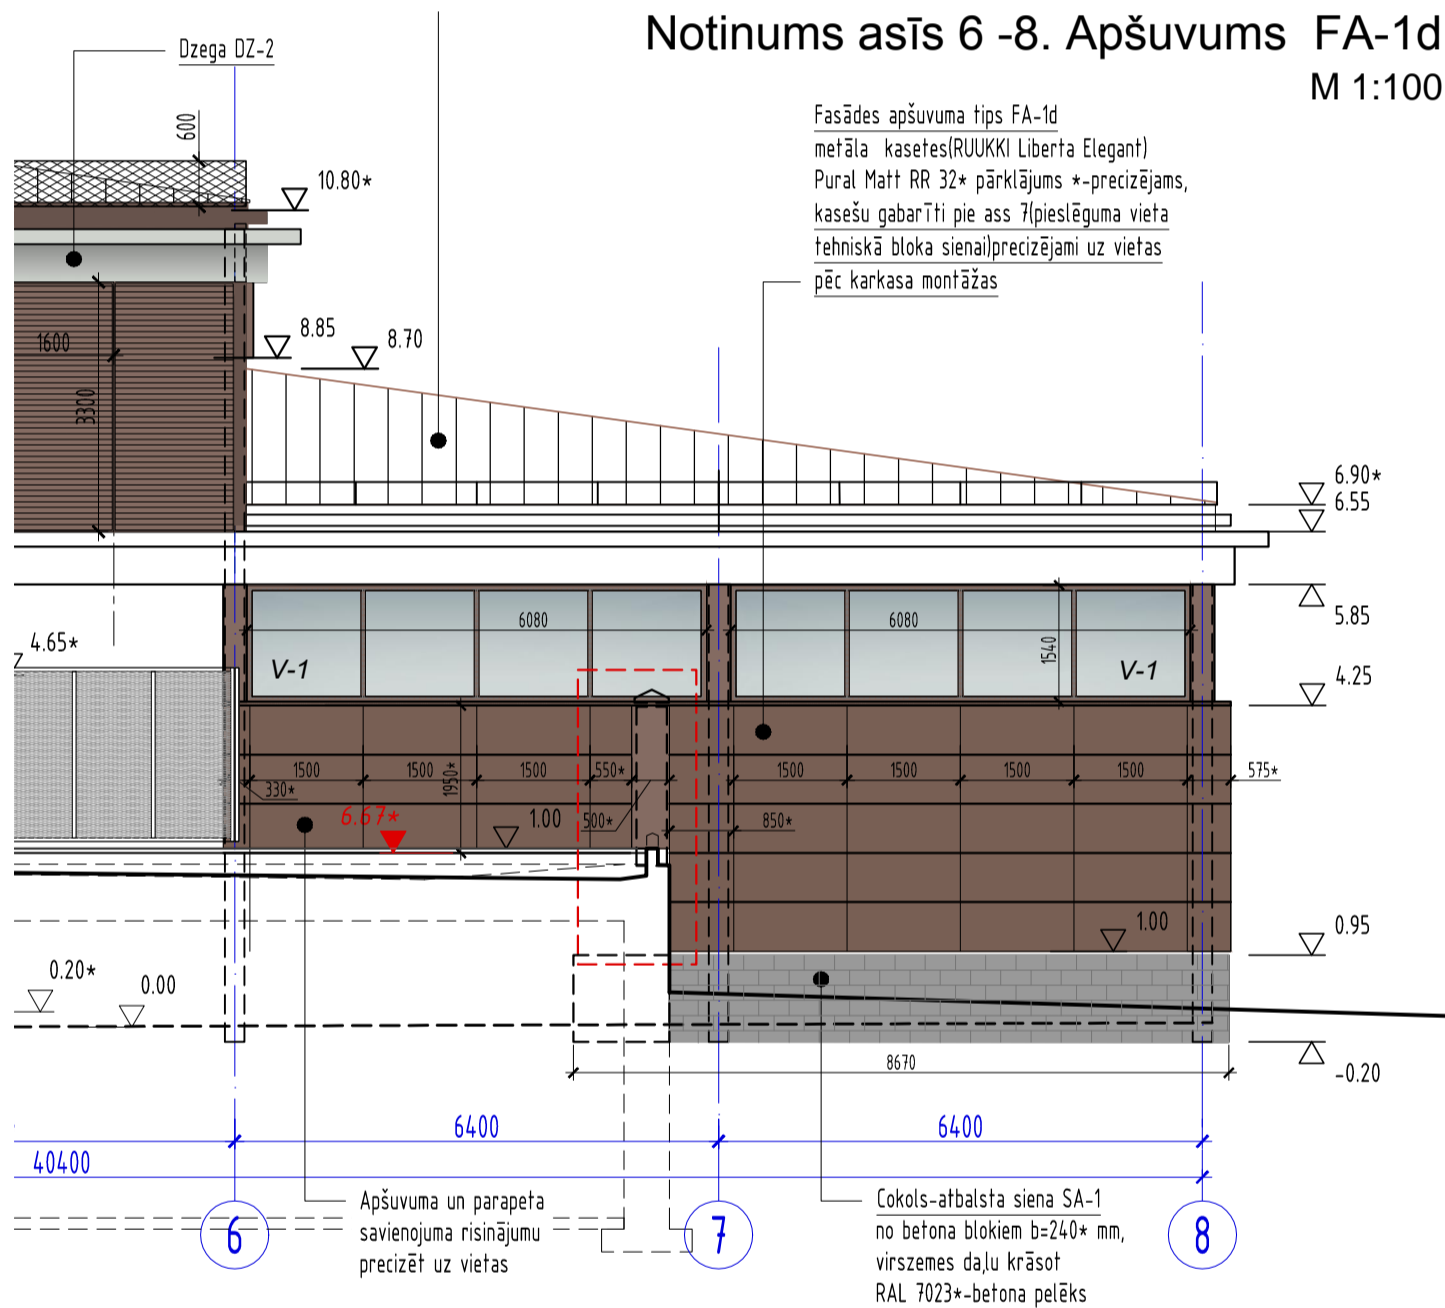 Notinums asīs 6 -8. Apšuvums FA-1d
M 1:100
Dzega DZ-2
Fasādes apšuvuma tips FA-1d
metāla kasetes(RUUKKI Liberta Elegant)
Pural Matt RR 32* pārklājums *-precizējams,
kasešu gabarīti pie ass 7(pieslēguma vieta
tehniskā bloka sienai)precizējami uz vietas
pēc karkasa montāžas
600
10.80*
8.85
8.70
1600
3300
6.90*
6.55
6080
6080
1540
5.85
4.65*
V-1
V-1
4.25
1500
1500
1500
550*
1500
1500
1500
1500
575*
330*
1950*
6.67*
1.00
500*
850*
1.00
0.95
0.20*
0.00
8670
-0.20
6400
6400
40400
Apšuvuma un parapeta
savienojuma risinājumu
precizēt uz vietas
Cokols-atbalsta siena SA-1
no betona blokiem b=240* mm,
virszemes daļu krāsot
RAL 7023*-betona pelēks
6
7
8